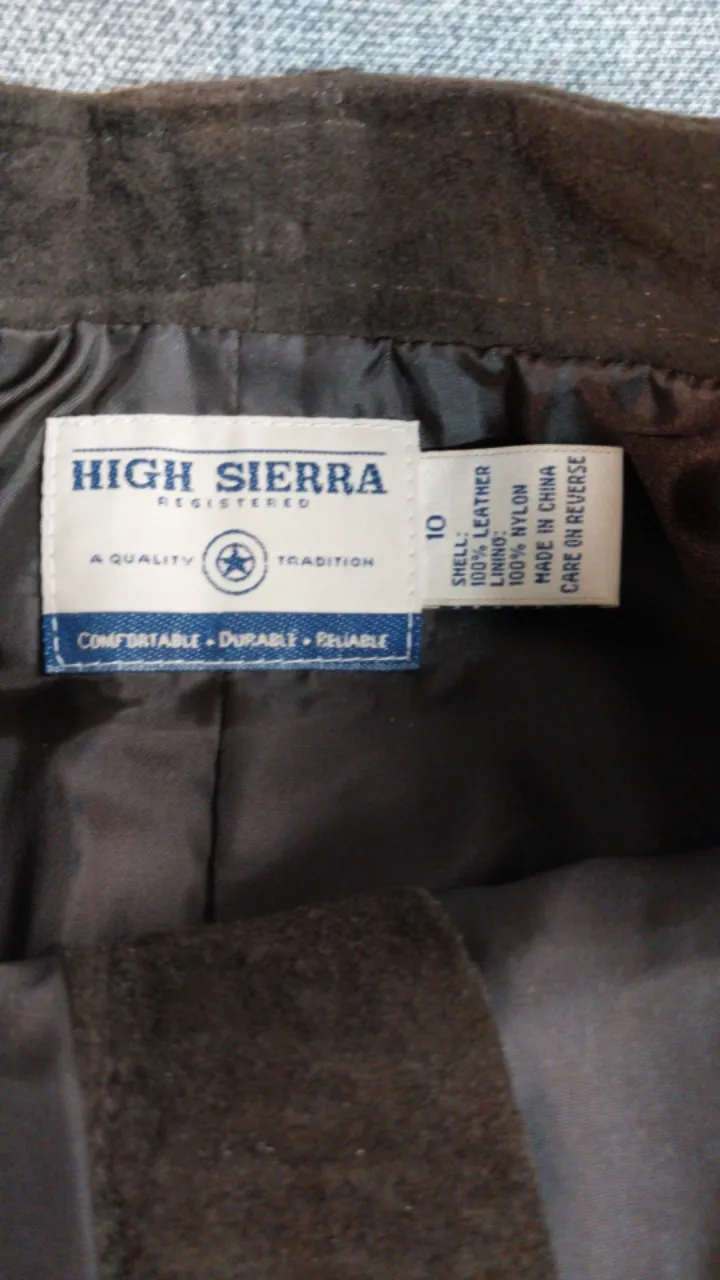 HIGH SIERRA
REGISTERED
A QUALITY TRADITION
COMFORTABLE • DURABLE • RELIABLE
10
SHELL:
100% LEATHER
LINING:
100% NYLON
MADE IN CHINA
CARE ON REVERSE